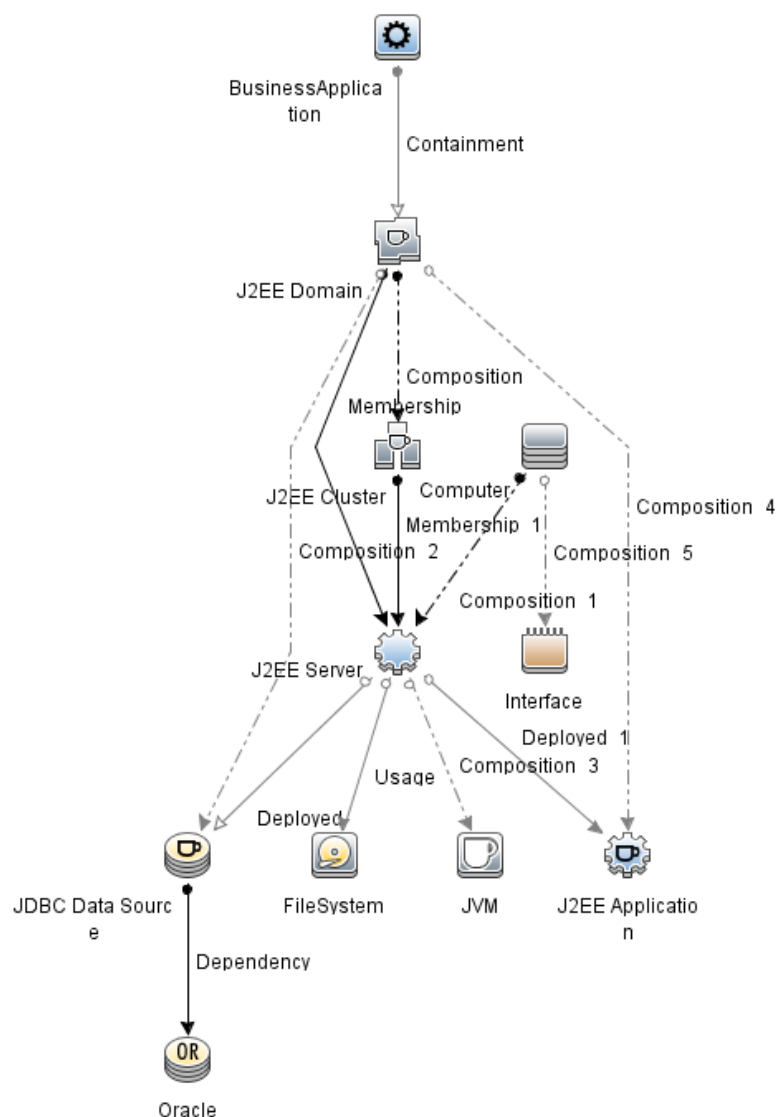 BusinessApplica
tion
Containment
J2EE Domain
Composition
Membership
J2EE Cluster
Computer
Composition 4
Membership 1
Composition 2
Composition 5
Composition 1
J2EE Server
Interface
Deployed 1
Composition 3
Usage
Deployed
JDBC Data Sourc
e
FileSystem
JVM
J2EE Applicatio
n
Dependency
OR
Oracle